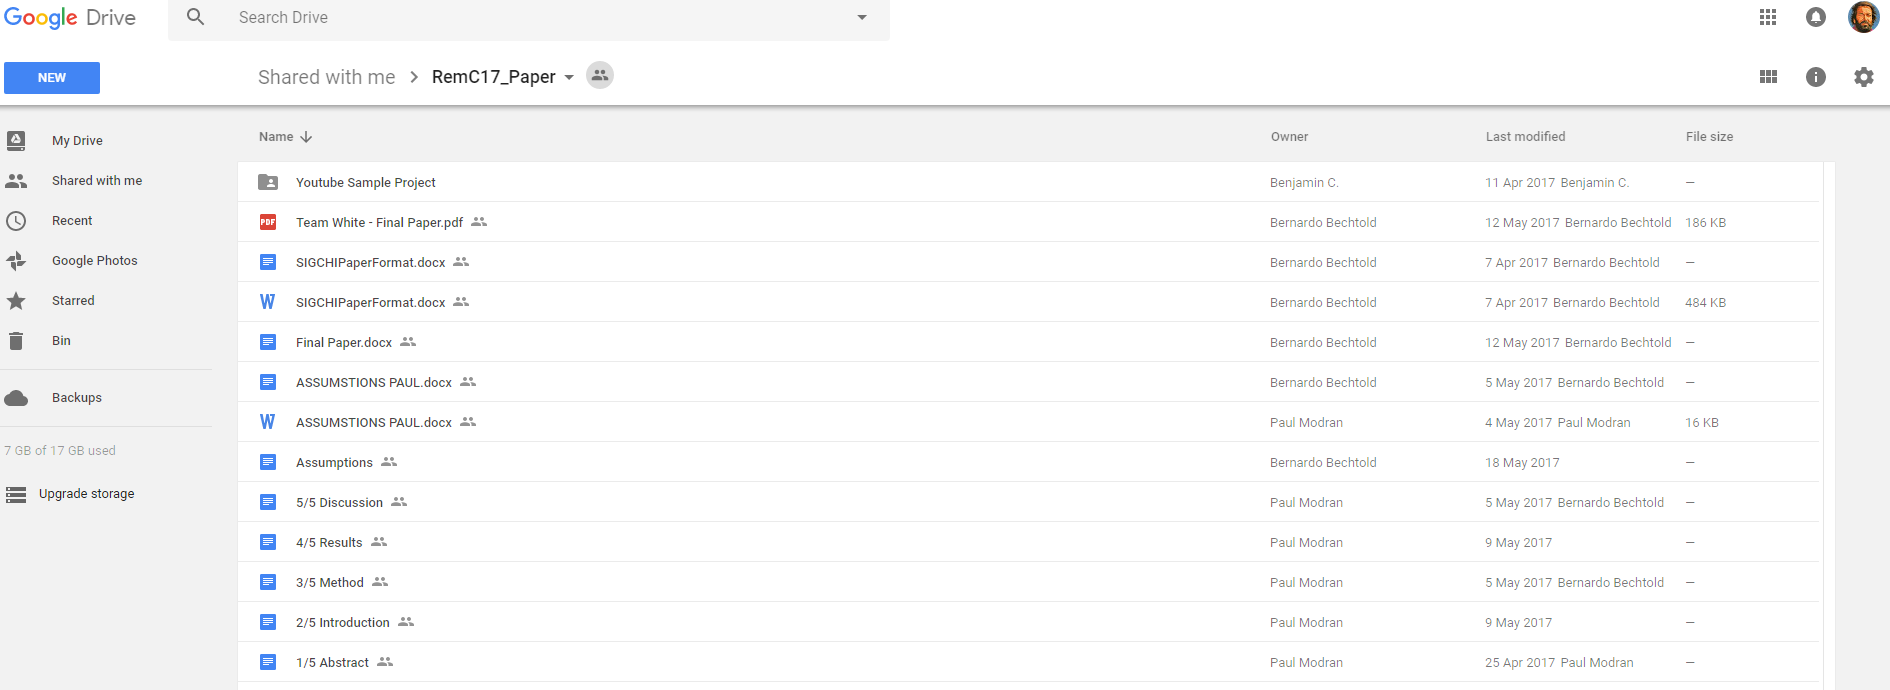 Google Drive Search Drive
NEW Shared with me > RemC17_Paper
My Drive
Shared with me
Recent
Google Photos
Starred
Bin
Backups
7 GB of 17 GB used
Upgrade storage
Name Owner Last modified File size
Youtube Sample Project Benjamin C. 11 Apr 2017 Benjamin C. —
PDF Team White - Final Paper.pdf Bernardo Bechtold 12 May 2017 Bernardo Bechtold 186 KB
SIGCHIPaperFormat.docx Bernardo Bechtold 7 Apr 2017 Bernardo Bechtold —
W SIGCHIPaperFormat.docx Bernardo Bechtold 7 Apr 2017 Bernardo Bechtold 484 KB
Final Paper.docx Bernardo Bechtold 12 May 2017 Bernardo Bechtold —
ASSUMSTIONS PAUL.docx Bernardo Bechtold 5 May 2017 Bernardo Bechtold —
W ASSUMSTIONS PAUL.docx Paul Modran 4 May 2017 Paul Modran 16 KB
Assumptions Bernardo Bechtold 18 May 2017 —
5/5 Discussion Paul Modran 5 May 2017 Bernardo Bechtold —
4/5 Results Paul Modran 9 May 2017 —
3/5 Method Paul Modran 5 May 2017 Bernardo Bechtold —
2/5 Introduction Paul Modran 9 May 2017 —
1/5 Abstract Paul Modran 25 Apr 2017 Paul Modran —